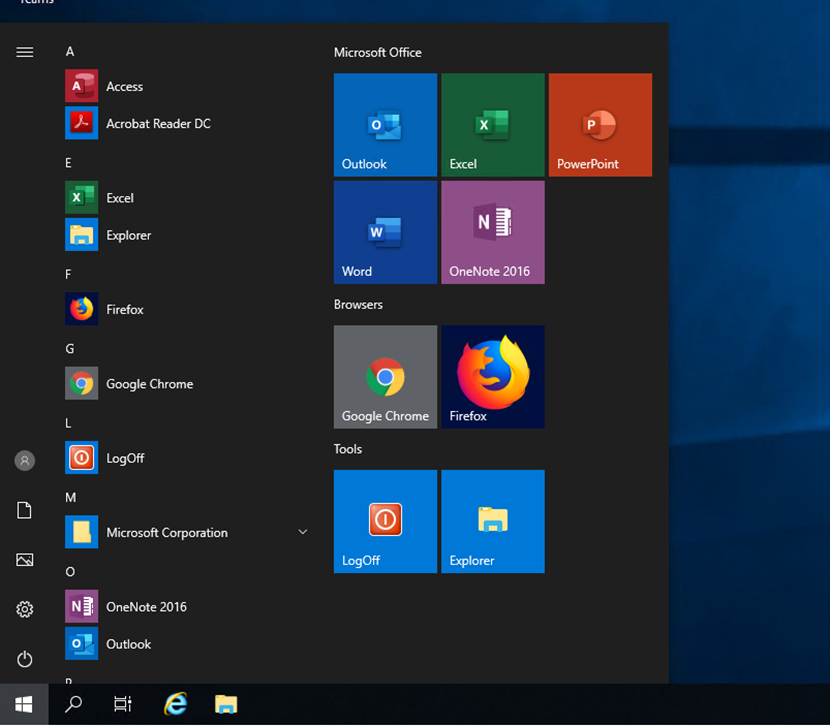 Teams
A
Access
Acrobat Reader DC
E
Excel
Explorer
F
Firefox
G
Google Chrome
L
LogOff
M
Microsoft Corporation
O
OneNote 2016
Outlook
Microsoft Office
Outlook
Excel
PowerPoint
Word
OneNote 2016
Browsers
Google Chrome
Firefox
Tools
LogOff
Explorer